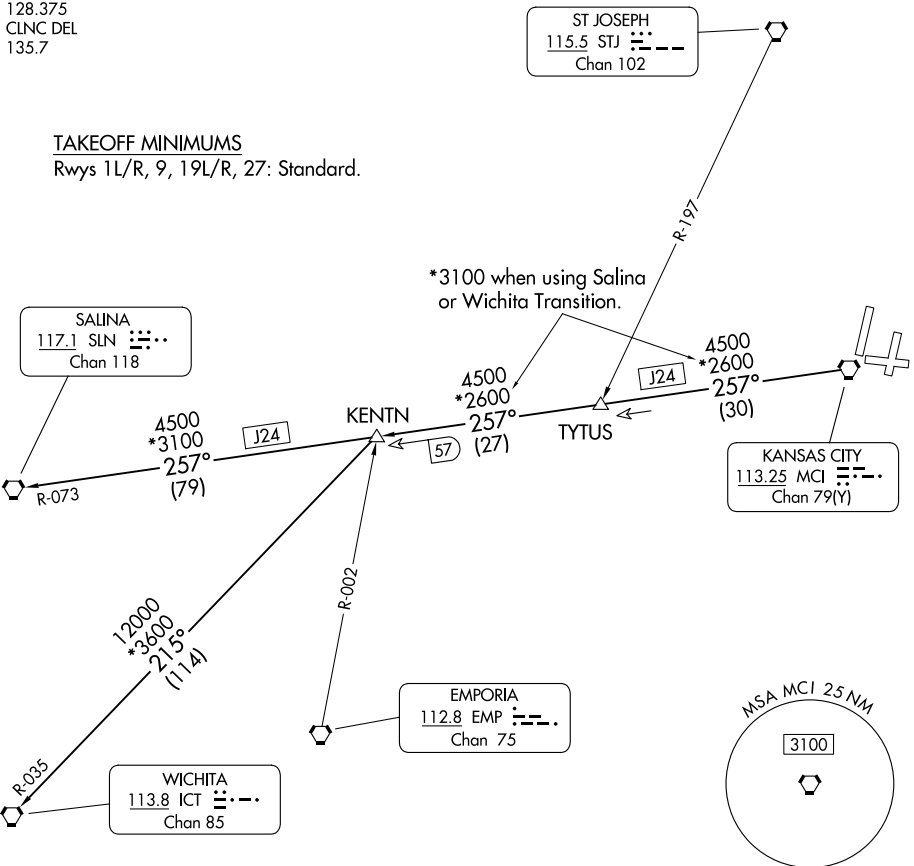 128.375
CLNC DEL
135.7
ST JOSEPH
115.5 STJ
Chan 102
TAKEOFF MINIMUMS
Rwys 1L/R, 9, 19L/R, 27: Standard.
R-197
*3100 when using Salina
or Wichita Transition.
SALINA
117.1 SLN
Chan 118
4500
*2600
257°
(30)
J24
TYTUS
4500
*2600
257°
(27)
57
KENTN
4500
*3100
257°
(79)
J24
R-073
KANSAS CITY
113.25 MCI
Chan 79(Y)
R-002
12000
*3600
215°
(114)
R-035
EMPORIA
112.8 EMP
Chan 75
WICHITA
113.8 ICT
Chan 85
MSA MCI 25 NM
3100